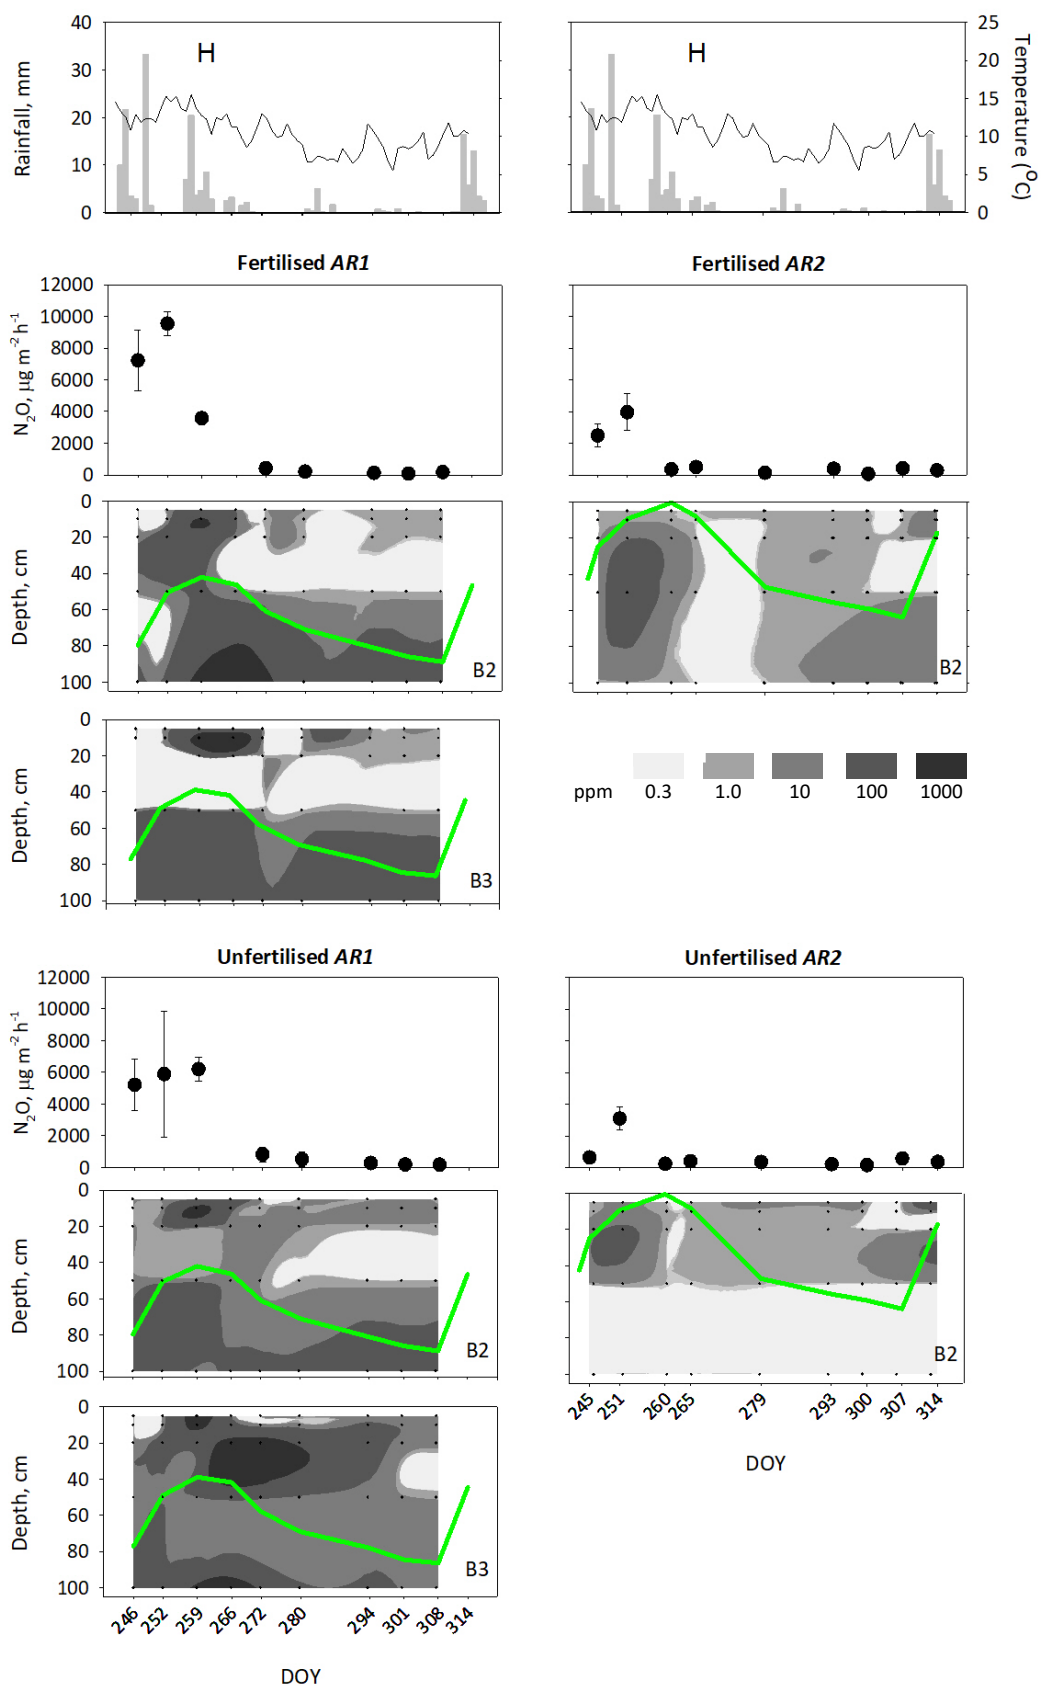 40
30
20
10
0
Rainfall, mm
H
H
25
20
15
10
5
0
Temperature (°C)
Fertilised AR1
Fertilised AR2
12000
10000
8000
6000
4000
2000
0
N₂O, µg m⁻² h⁻¹
0
20
40
60
80
100
Depth, cm
B2
B2
0
20
40
60
80
100
Depth, cm
B3
ppm 0.3 1.0 10 100 1000
Unfertilised AR1
Unfertilised AR2
12000
10000
8000
6000
4000
2000
0
N₂O, µg m⁻² h⁻¹
0
20
40
60
80
100
Depth, cm
B2
B2
245 251 260 265 279 293 300 307 314
DOY
0
20
40
60
80
100
Depth, cm
B3
246 252 259 266 272 280 294 301 308 314
DOY